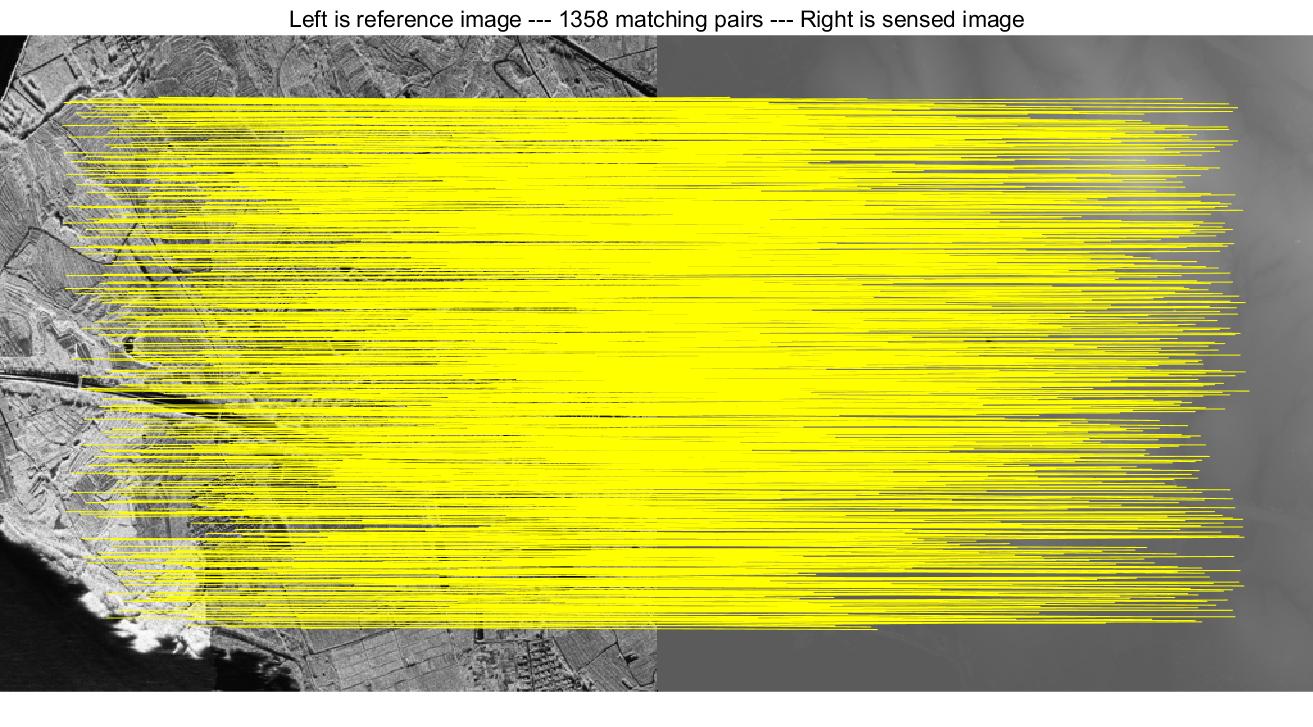 Left is reference image --- 1358 matching pairs --- Right is sensed image